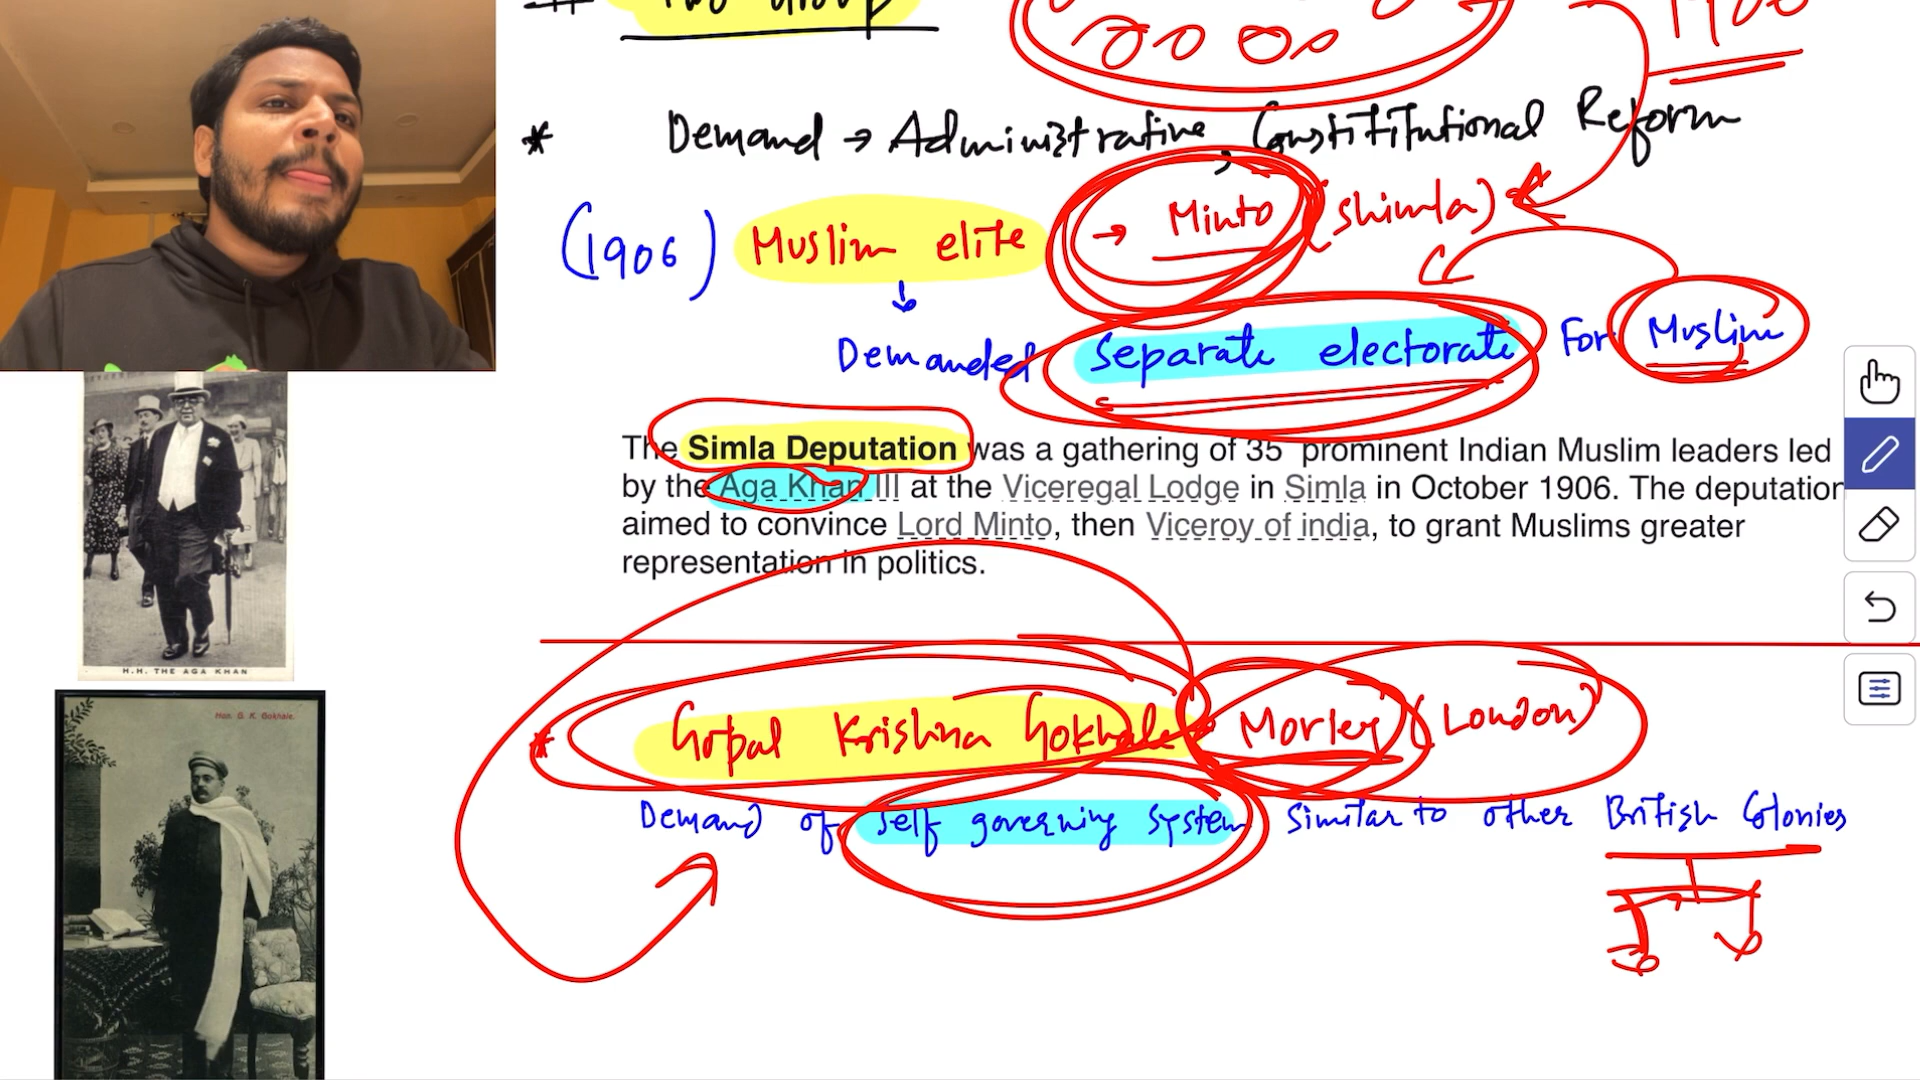 Two Group
* Demand → Administrative, Constitutional Reform
(1906) Muslim elite → Minto (shimla)
↓
Demanded separate electorate For Muslim
The Simla Deputation was a gathering of 35 prominent Indian Muslim leaders led
by the Aga Khan III at the Viceregal Lodge in Simla in October 1906. The deputation
aimed to convince Lord Minto, then Viceroy of india, to grant Muslims greater
representation in politics.
H.H. THE AGA KHAN
Hon. G. K. Gokhale.
* Gopal Krishna Gokhale Morley (London)
Demand of self governing system similar to other British Colonies